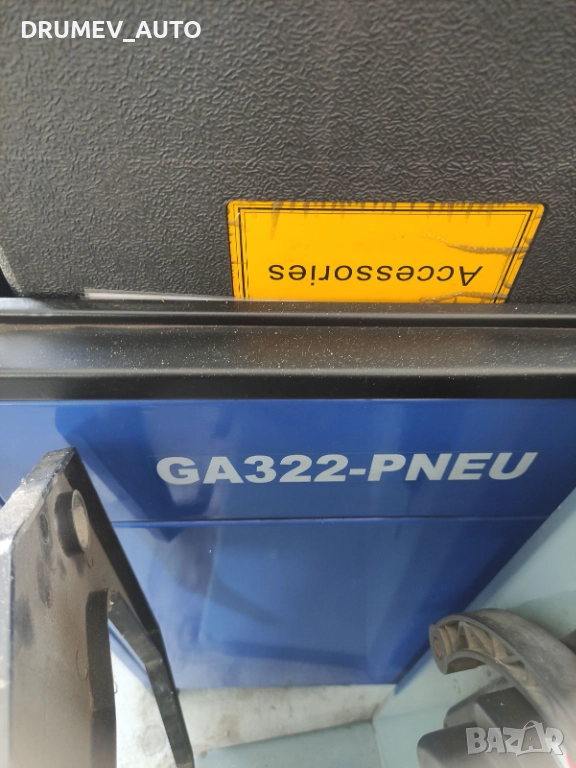 DRUMEV_AUTO
Accessories
GA322-PNEU
BAZAR